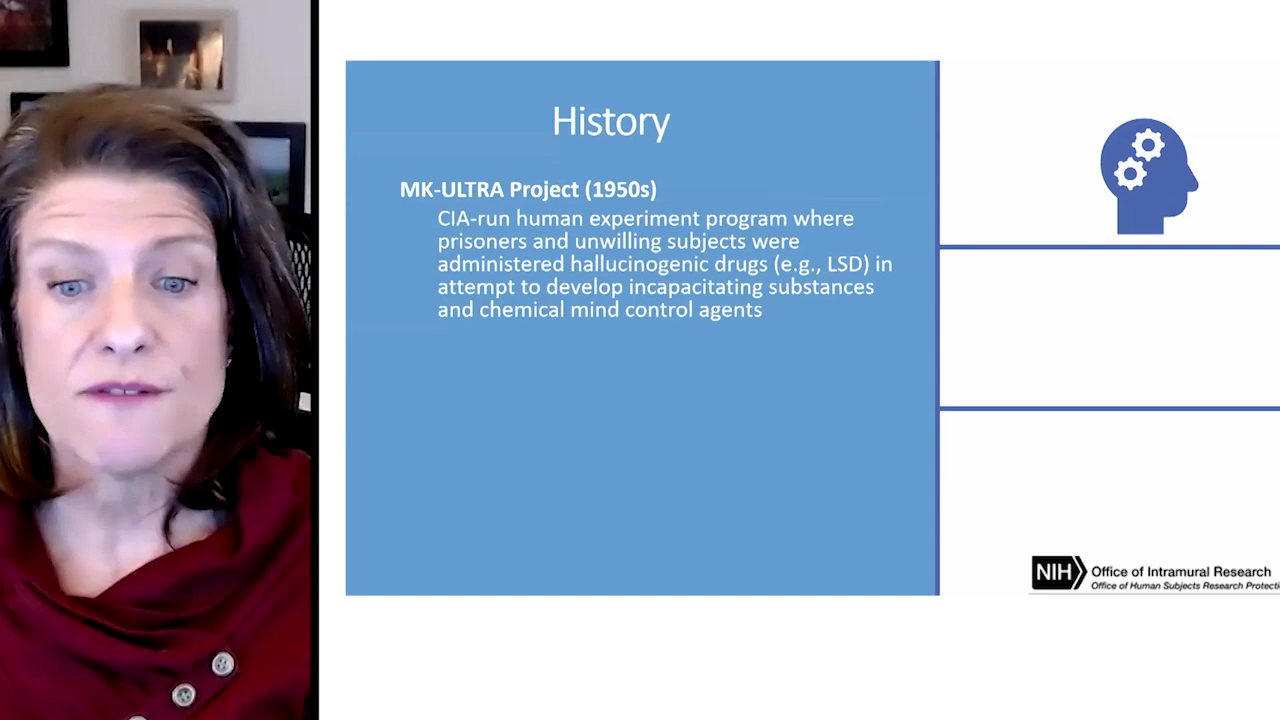 History
MK-ULTRA Project (1950s)
CIA-run human experiment program where
prisoners and unwilling subjects were
administered hallucinogenic drugs (e.g., LSD) in
attempt to develop incapacitating substances
and chemical mind control agents
NIH Office of Intramural Research
Office of Human Subjects Research Protecti